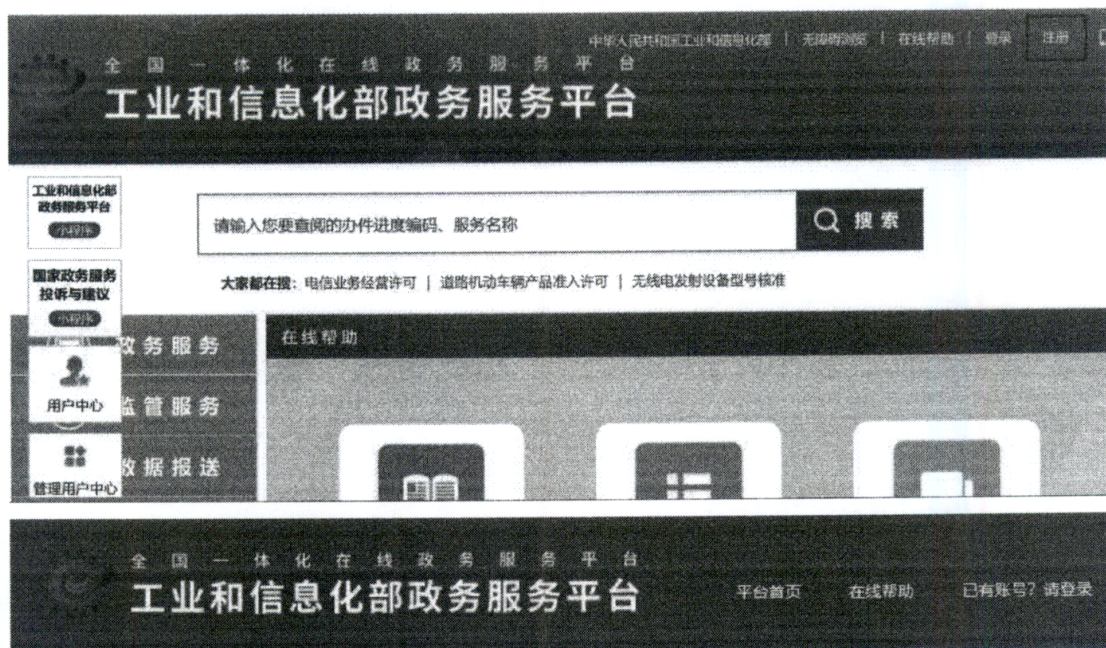 中华人民共和国工业和信息化部 | 无障碍浏览 | 在线帮助 | 登录 注册
全国一体化在线政务服务平台
工业和信息化部政务服务平台
工业和信息化部
政务服务平台
小程序
请输入您要查阅的办件进度编码、服务名称
搜索
大家都在搜：电信业务经营许可 | 道路机动车辆产品准入许可 | 无线电发射设备型号核准
国家政务服务
投诉与建议
小程序
政务服务
在线帮助
用户中心
监管服务
数据报送
管理用户中心
全国一体化在线政务服务平台
工业和信息化部政务服务平台
平台首页 在线帮助 已有账号？请登录